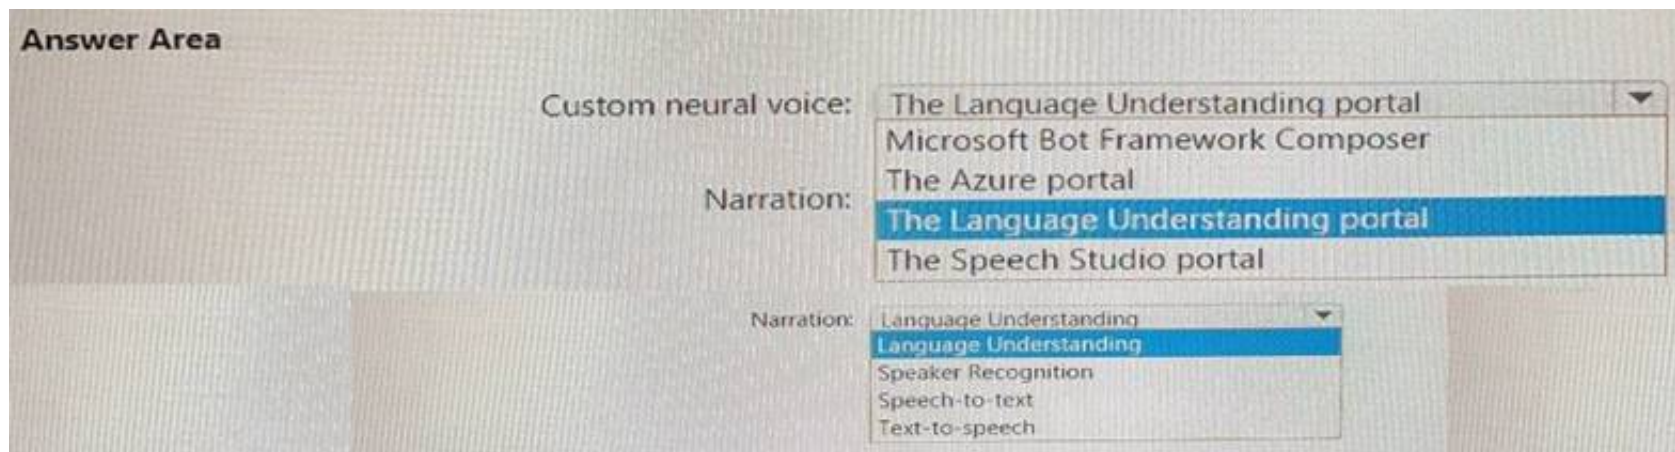 Answer Area
Custom neural voice: The Language Understanding portal
Microsoft Bot Framework Composer
The Azure portal
Narration: The Language Understanding portal
The Speech Studio portal
Narration: Language Understanding
Language Understanding
Speaker Recognition
Speech-to-text
Text-to-speech